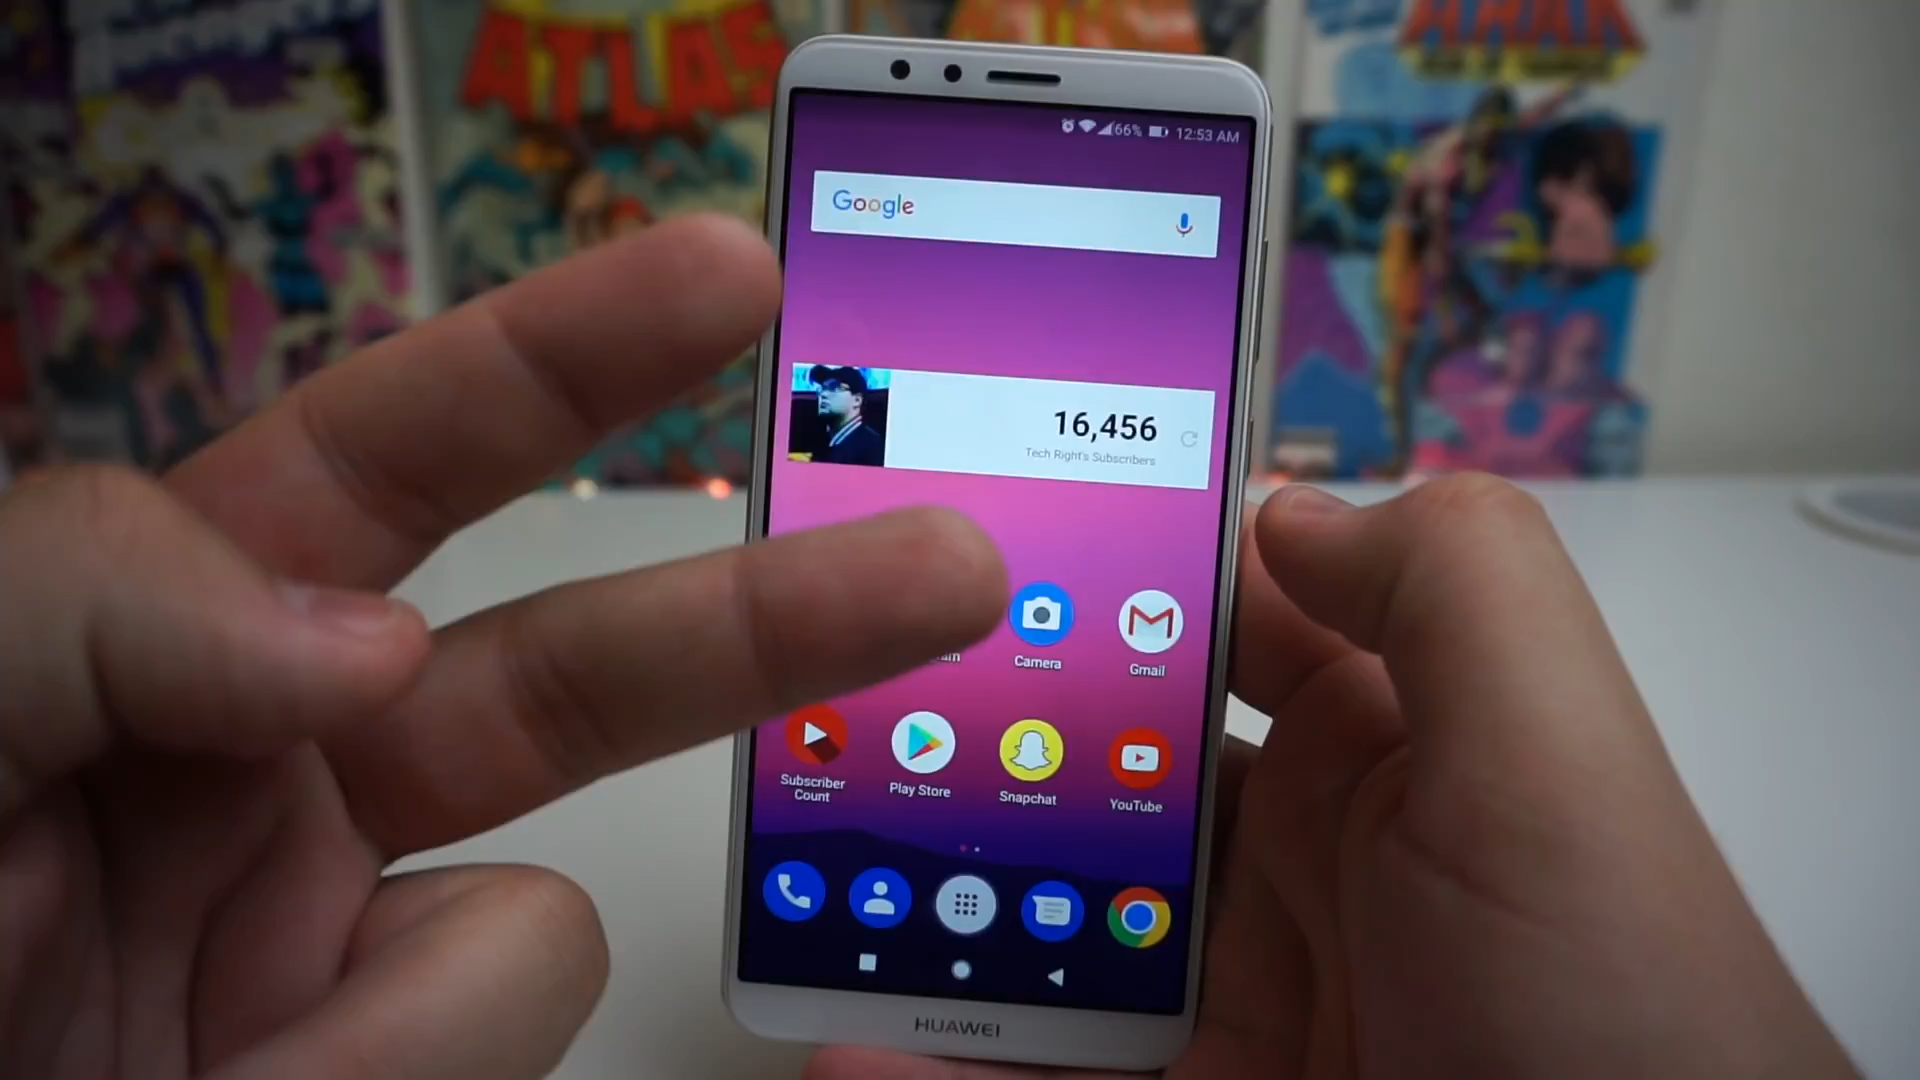 ATLAS
66% 12:53 AM
Google
16,456
Tech Right's Subscribers
Camera
Gmail
Subscriber
Count
Play Store
Snapchat
YouTube
HUAWEI